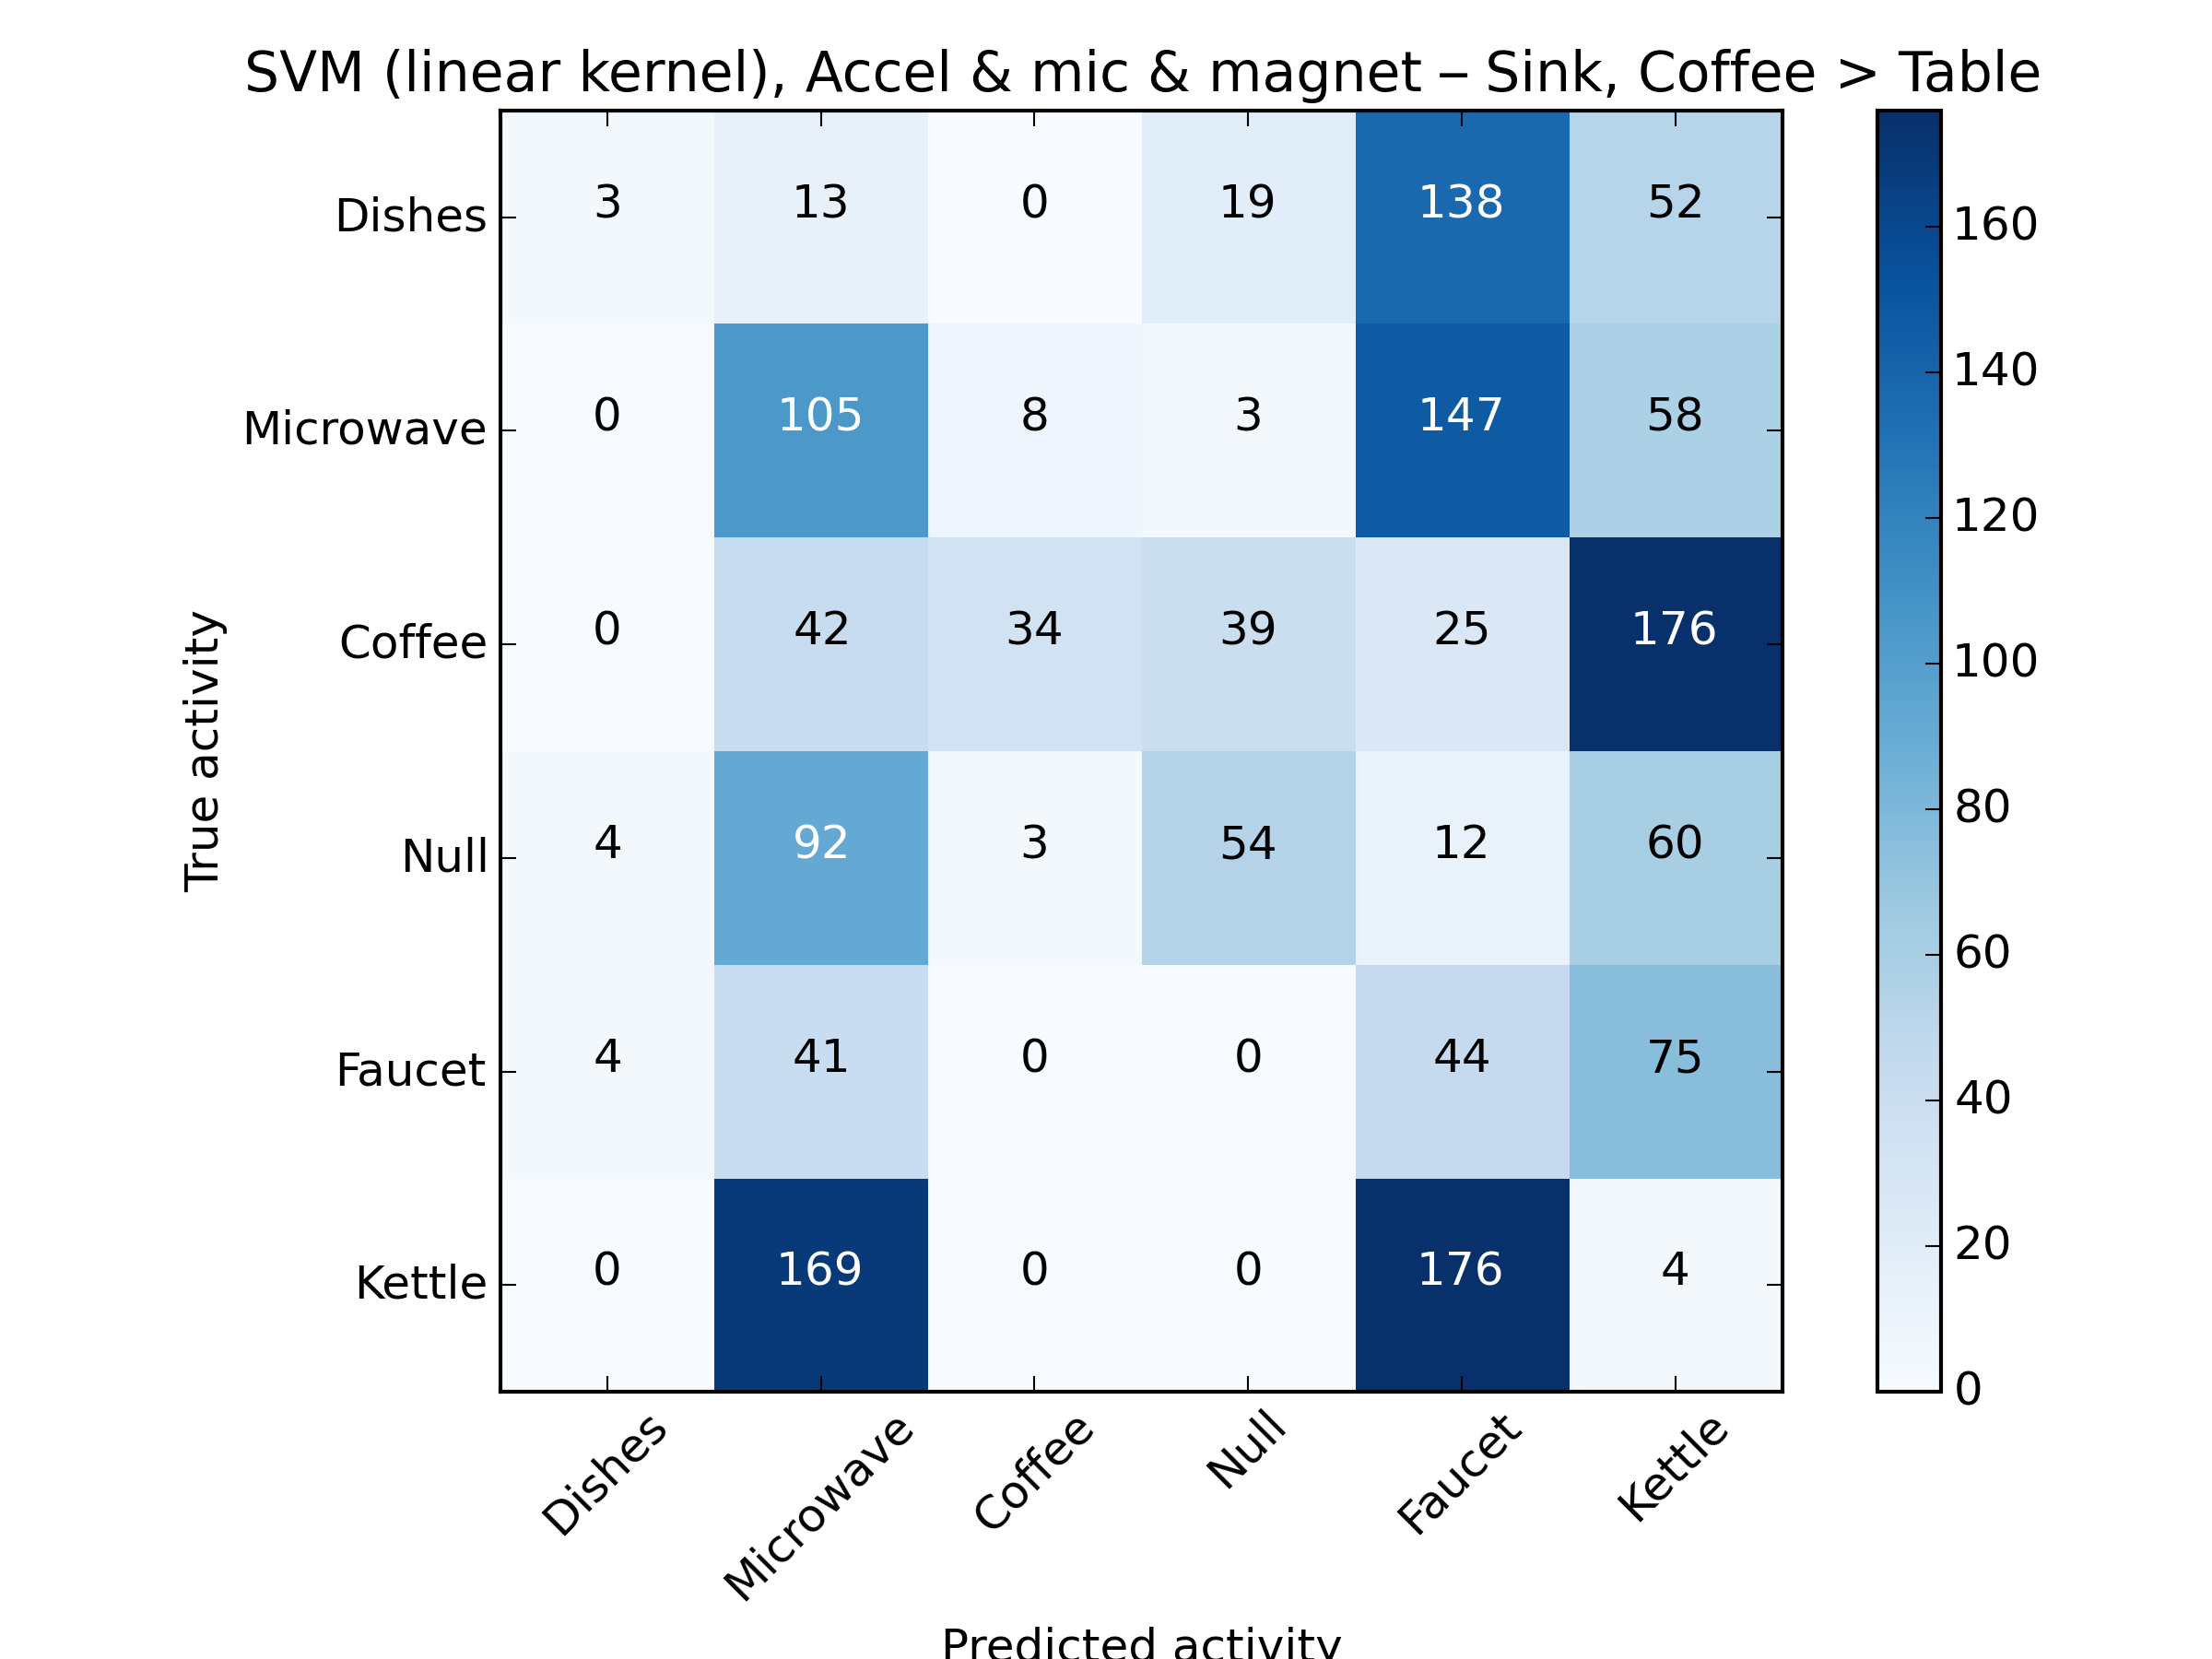 SVM (linear kernel), Accel & mic & magnet – Sink, Coffee > Table
Dishes 3 13 0 19 138 52
Microwave 0 105 8 3 147 58
Coffee 0 42 34 39 25 176
Null 4 92 3 54 12 60
Faucet 4 41 0 0 44 75
Kettle 0 169 0 0 176 4
True activity
Dishes Microwave Coffee Null Faucet Kettle
Predicted activity
160
140
120
100
80
60
40
20
0